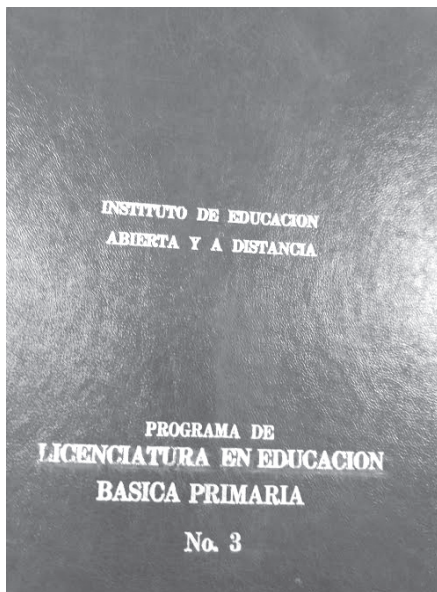 INSTITUTO DE EDUCACION
ABIERTA Y A DISTANCIA
PROGRAMA DE
LICENCIATURA EN EDUCACION
BASICA PRIMARIA
No. 3